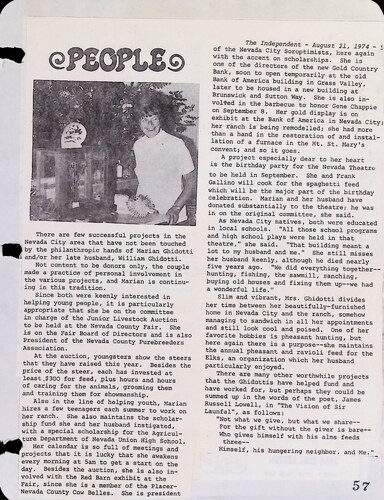 PEOPLE
There are few successful projects in the
Nevada City area that have not been touched
by the philanthropic hands of Marian Ghidotti
and/or her late husband, William Ghidotti.
Not content to be donors only, the couple
made a practice of personal involvement in
the various projects, and Marian is continu-
ing in this tradition.
Since both were keenly interested in
helping young people, it is particularly
appropriate that she be on the committee
in charge of the Junior Livestock Auction
to be held at the Nevada County Fair. She
is on the Fair Board of Directors and is also
President of the Nevada County Purebreeders
Association.
At the auction, youngsters show the steers
that they have raised this year. Besides the
price of the steer, each has invested at
least $300 for feed, plus hours and hours
of caring for the animals, grooming them
and training them for showmanship.
Also in the line of helping youth, Marian
hires a few teenagers each summer to work on
her ranch. She also maintains the scholar-
ship fund she and her husband instigated,
with a special scholarship for the Agricul-
ture Department of Nevada Union High School.
Her calendar is so full of meetings and
projects that it is lucky that she awakens
every morning at 5am to get a start on the
day. Besides the auction, she is also in-
volved with the Red Barn exhibit at the
Fair, since she is a member of the Placer-
Nevada County Cow Belles. She is president
The Independent - August 21, 1974 -
of the Nevada City Soroptimists, here again
with the accent on scholarships. She is
one of the directors of the new Gold Country
Bank, soon to open temporarily at the old
Bank of America building in Grass Valley,
later to be housed in a new building at
Brunswick and Sutton Way. She is also in-
volved in the barbecue to honor Gene Chappie
on September 8. Her gold display is on
exhibit at the Bank of America in Nevada City;
her ranch is being remodelled; she had more
than a hand in the restoration of and instal-
lation of a furnace in the Mt. St. Mary's
convent; and so it goes.
A project especially dear to her heart
is the birthday party for the Nevada Theatre
to be held in September. She and Frank
Gallino will cook for the spaghetti feed
which will be the major part of the birthday
celebration. Marian and her husband have
donated substantially to the theatre; he was
in on the original committee, she said.
As Nevada City natives, both were educated
in local schools. "All those school programs
and high school plays were held in that
theatre," she said. "That building meant a
lot to my husband and me." She still misses
her husband keenly, although he died nearly
five years ago. "We did everything together--
hunting, fishing, the sawmill, ranching,
buying old houses and fixing them up--we had
a wonderful life."
Slim and vibrant, Mrs. Ghidotti divides
her time between her beautifully-furnished
home in Nevada City and the ranch, somehow
managing to sandwich in all her appointments
and still look cool and poised. One of her
favorite hobbies is pheasant hunting, but
here again there is a purpose--she maintains
the annual pheasant and ravioli feed for the
Elks, an organization which her husband
particularly enjoyed.
There are many other worthwhile projects
that the Ghidottis have helped fund and
have worked for, but perhaps they could be
summed up in the words of the poet, James
Russell Lowell, in "The Vision of Sir
Launfal", as follows:
"Not what we give, but what we share--
For the gift without the giver is bare--
Who gives himself with his alms feeds
three--
Himself, his hungering neighbor, and Me."
57